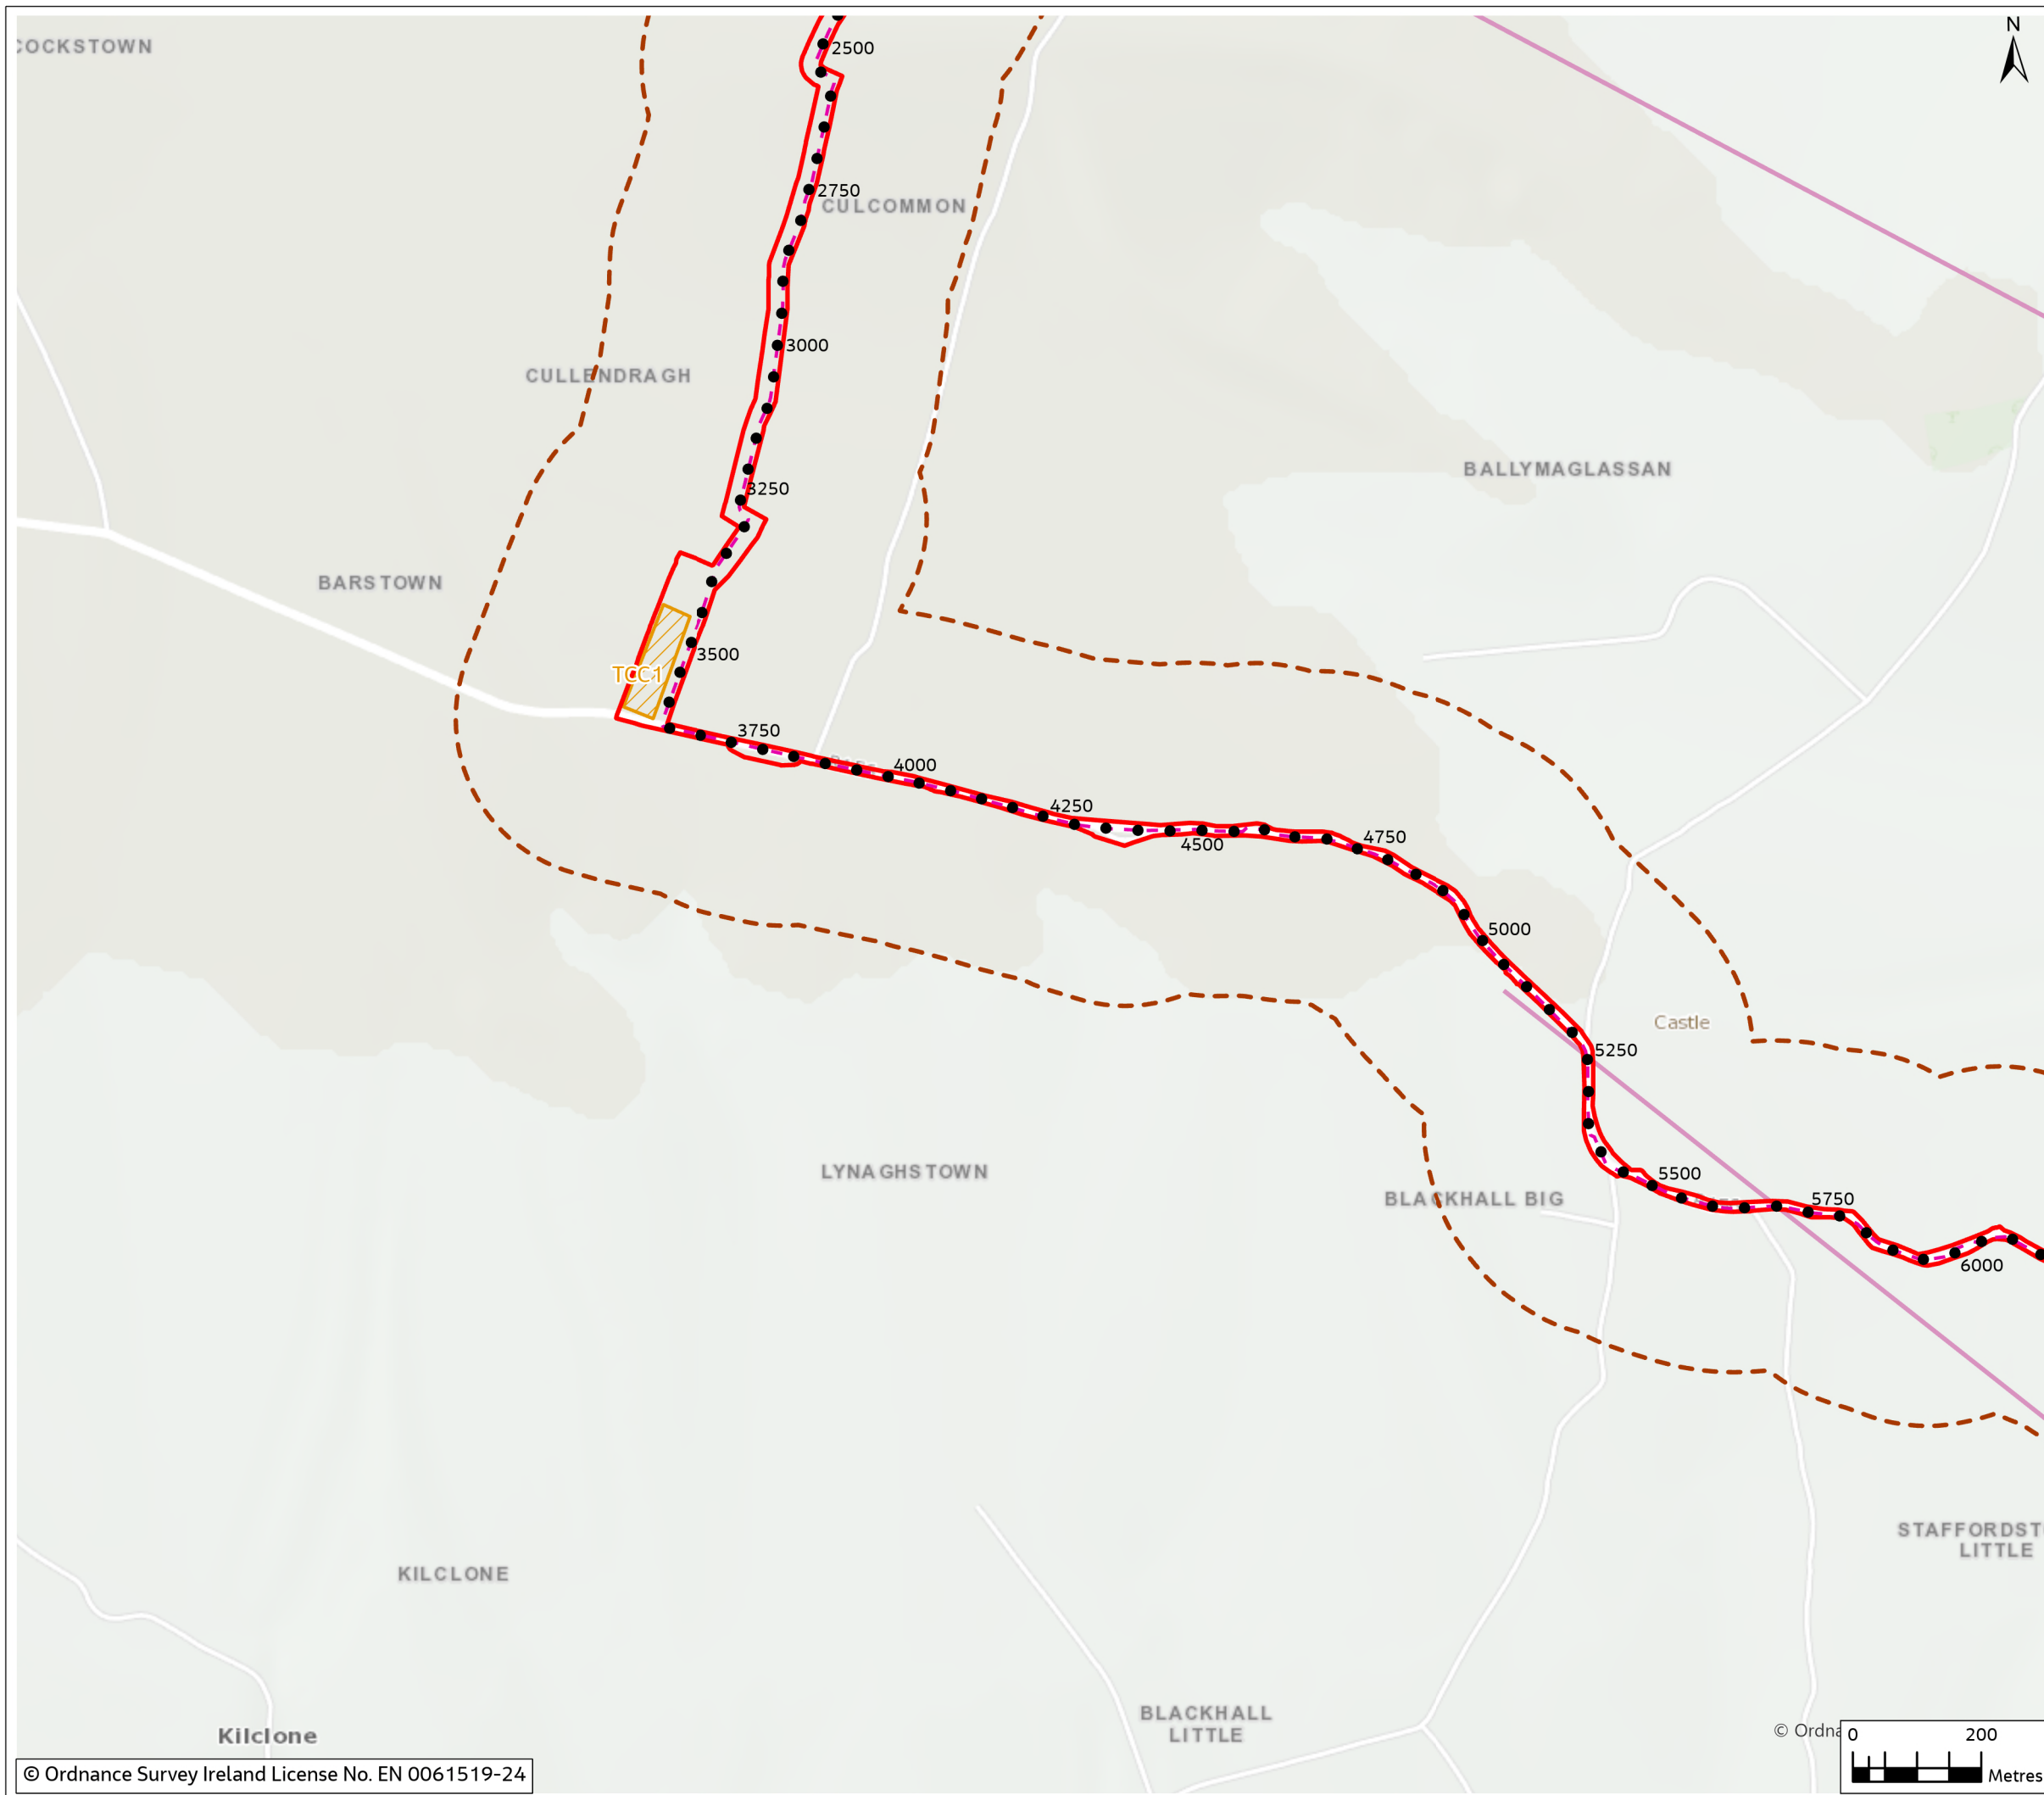 COCKSTOWN
N
2500
2750
CULCOMMON
3000
CULLENDRAGH
3250
BALLYMAGLASSAN
BARSTOWN
3500
TCC1
3750
4000
4250
4500
4750
5000
Castle
5250
LYNAGHSTOWN
5500
BLACKHALL BIG
5750
6000
STAFFORDST
LITTLE
KILCLONE
BLACKHALL
LITTLE
Kilclone
© Ordna
0 200
Metres
© Ordnance Survey Ireland License No. EN 0061519-24